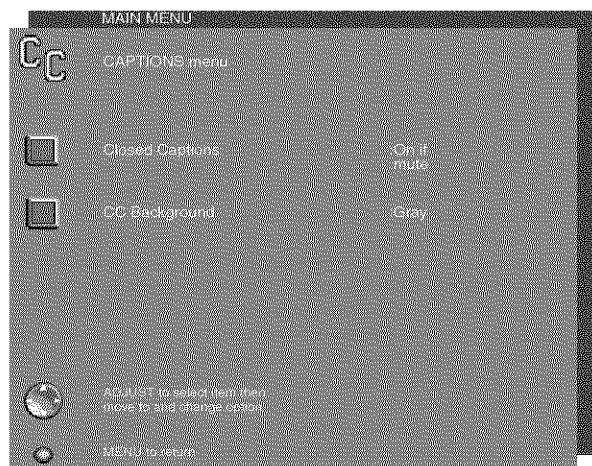 MAIN MENU
CC
CAPTIONS menu
Closed Captions On if
mute
CC Background Gray
ADJUST to select item then
move to and change option
MENU to return